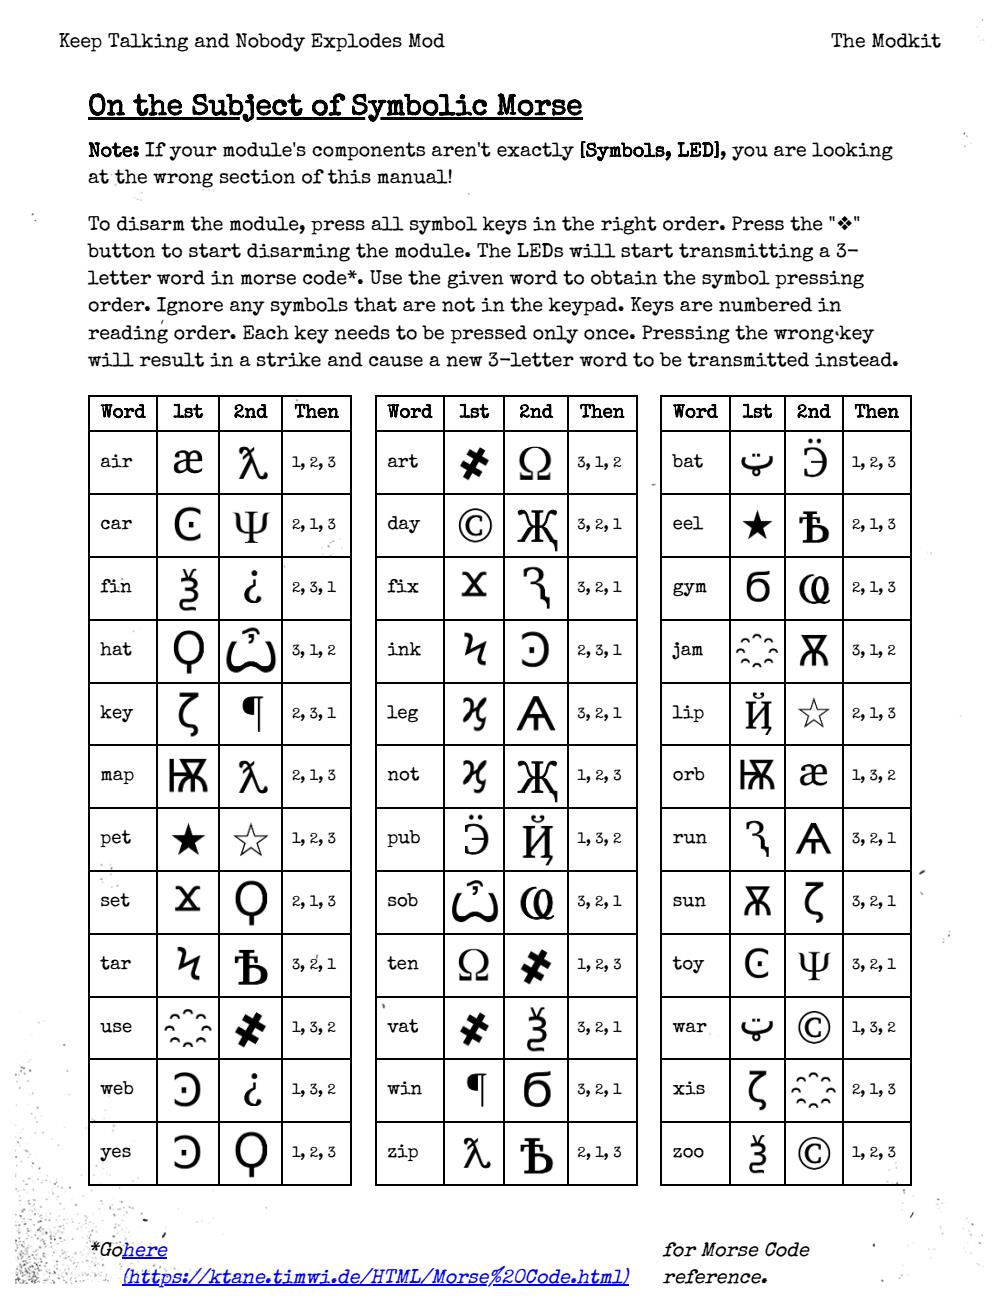 Keep Talking and Nobody Explodes Mod The Modkit
On the Subject of Symbolic Morse
Note: If your module's components aren't exactly [Symbols, LED], you are looking
at the wrong section of this manual!
To disarm the module, press all symbol keys in the right order. Press the "❖"
button to start disarming the module. The LEDs will start transmitting a 3-
letter word in morse code*. Use the given word to obtain the symbol pressing
order. Ignore any symbols that are not in the keypad. Keys are numbered in
reading order. Each key needs to be pressed only once. Pressing the wrong key
will result in a strike and cause a new 3-letter word to be transmitted instead.
Word 1st 2nd Then
air æ ƛ 1, 2, 3
car Ͼ Ψ 2, 1, 3
fin Ѯ ¿ 2, 3, 1
hat Ϙ Ѽ 3, 1, 2
key ζ ¶ 2, 3, 1
map Ѭ ƛ 2, 1, 3
pet ★ ☆ 1, 2, 3
set x Ϙ 2, 1, 3
tar Ϟ Ѣ 3, 2, 1
use ҈ ҂ 1, 3, 2
web Ͽ ¿ 1, 3, 2
yes Ͽ Ϙ 1, 2, 3
Word 1st 2nd Then
art ҂ Ω 3, 1, 2
day © Җ 3, 2, 1
fix x Ԇ 3, 2, 1
ink Ϟ Ͽ 2, 3, 1
leg ϗ Ѧ 3, 2, 1
not ϗ Җ 1, 2, 3
pub Ӭ Ҋ 1, 3, 2
sob Ѽ Ҩ 3, 2, 1
ten Ω ҂ 1, 2, 3
vat ҂ Ѯ 3, 2, 1
win ¶ б 3, 2, 1
zip ƛ Ѣ 2, 1, 3
Word 1st 2nd Then
bat ټ Ӭ 1, 2, 3
eel ★ Ѣ 2, 1, 3
gym б Ҩ 2, 1, 3
jam ҈ Ѫ 3, 1, 2
lip Ҋ ☆ 2, 1, 3
orb Ѭ æ 1, 3, 2
run Ԇ Ѧ 3, 2, 1
sun Ѫ ζ 3, 2, 1
toy Ͼ Ψ 3, 2, 1
war ټ © 1, 3, 2
xis ζ ҈ 2, 1, 3
zoo Ѯ © 1, 2, 3
*Go here for Morse Code
(https://ktane.timwi.de/HTML/Morse%20Code.html) reference.